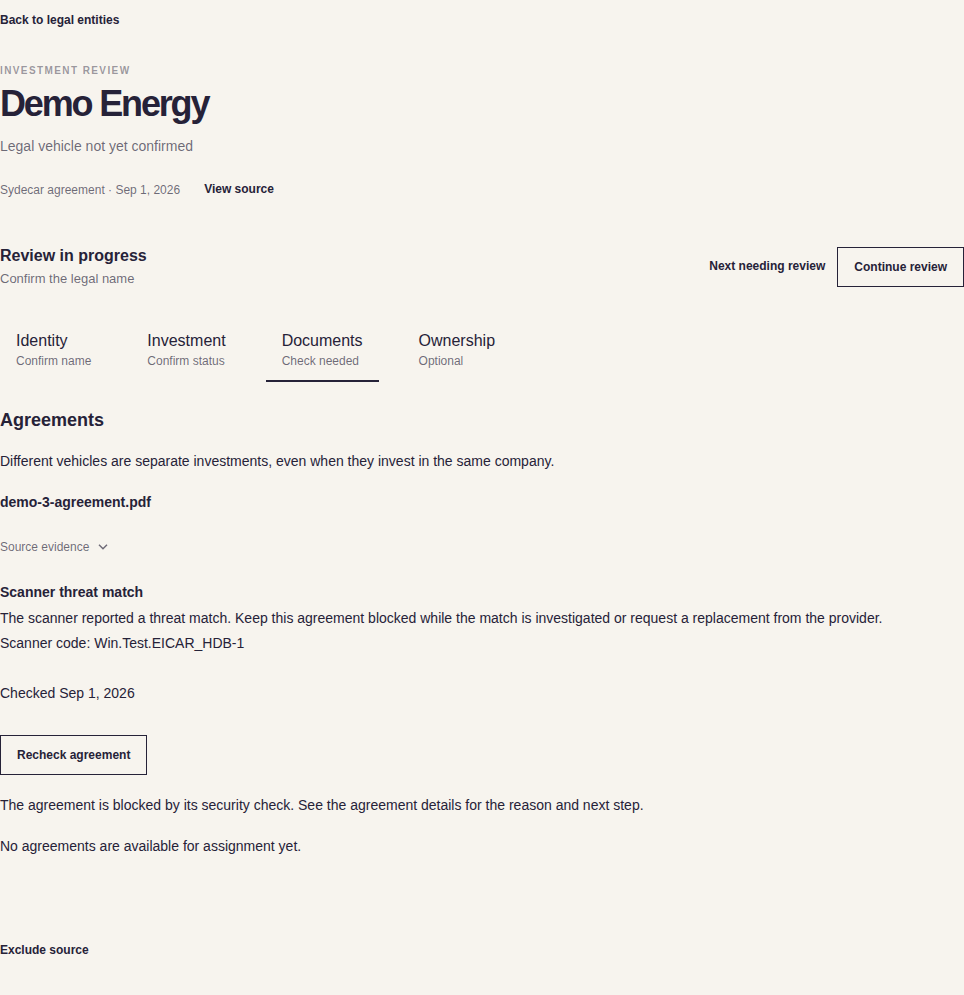 Back to legal entities
INVESTMENT REVIEW
Demo Energy
Legal vehicle not yet confirmed
Sydecar agreement · Sep 1, 2026 View source
Review in progress
Confirm the legal name
Next needing review Continue review
Identity Investment Documents Ownership
Confirm name Confirm status Check needed Optional
Agreements
Different vehicles are separate investments, even when they invest in the same company.
demo-3-agreement.pdf
Source evidence
Scanner threat match
The scanner reported a threat match. Keep this agreement blocked while the match is investigated or request a replacement from the provider.
Scanner code: Win.Test.EICAR_HDB-1
Checked Sep 1, 2026
Recheck agreement
The agreement is blocked by its security check. See the agreement details for the reason and next step.
No agreements are available for assignment yet.
Exclude source